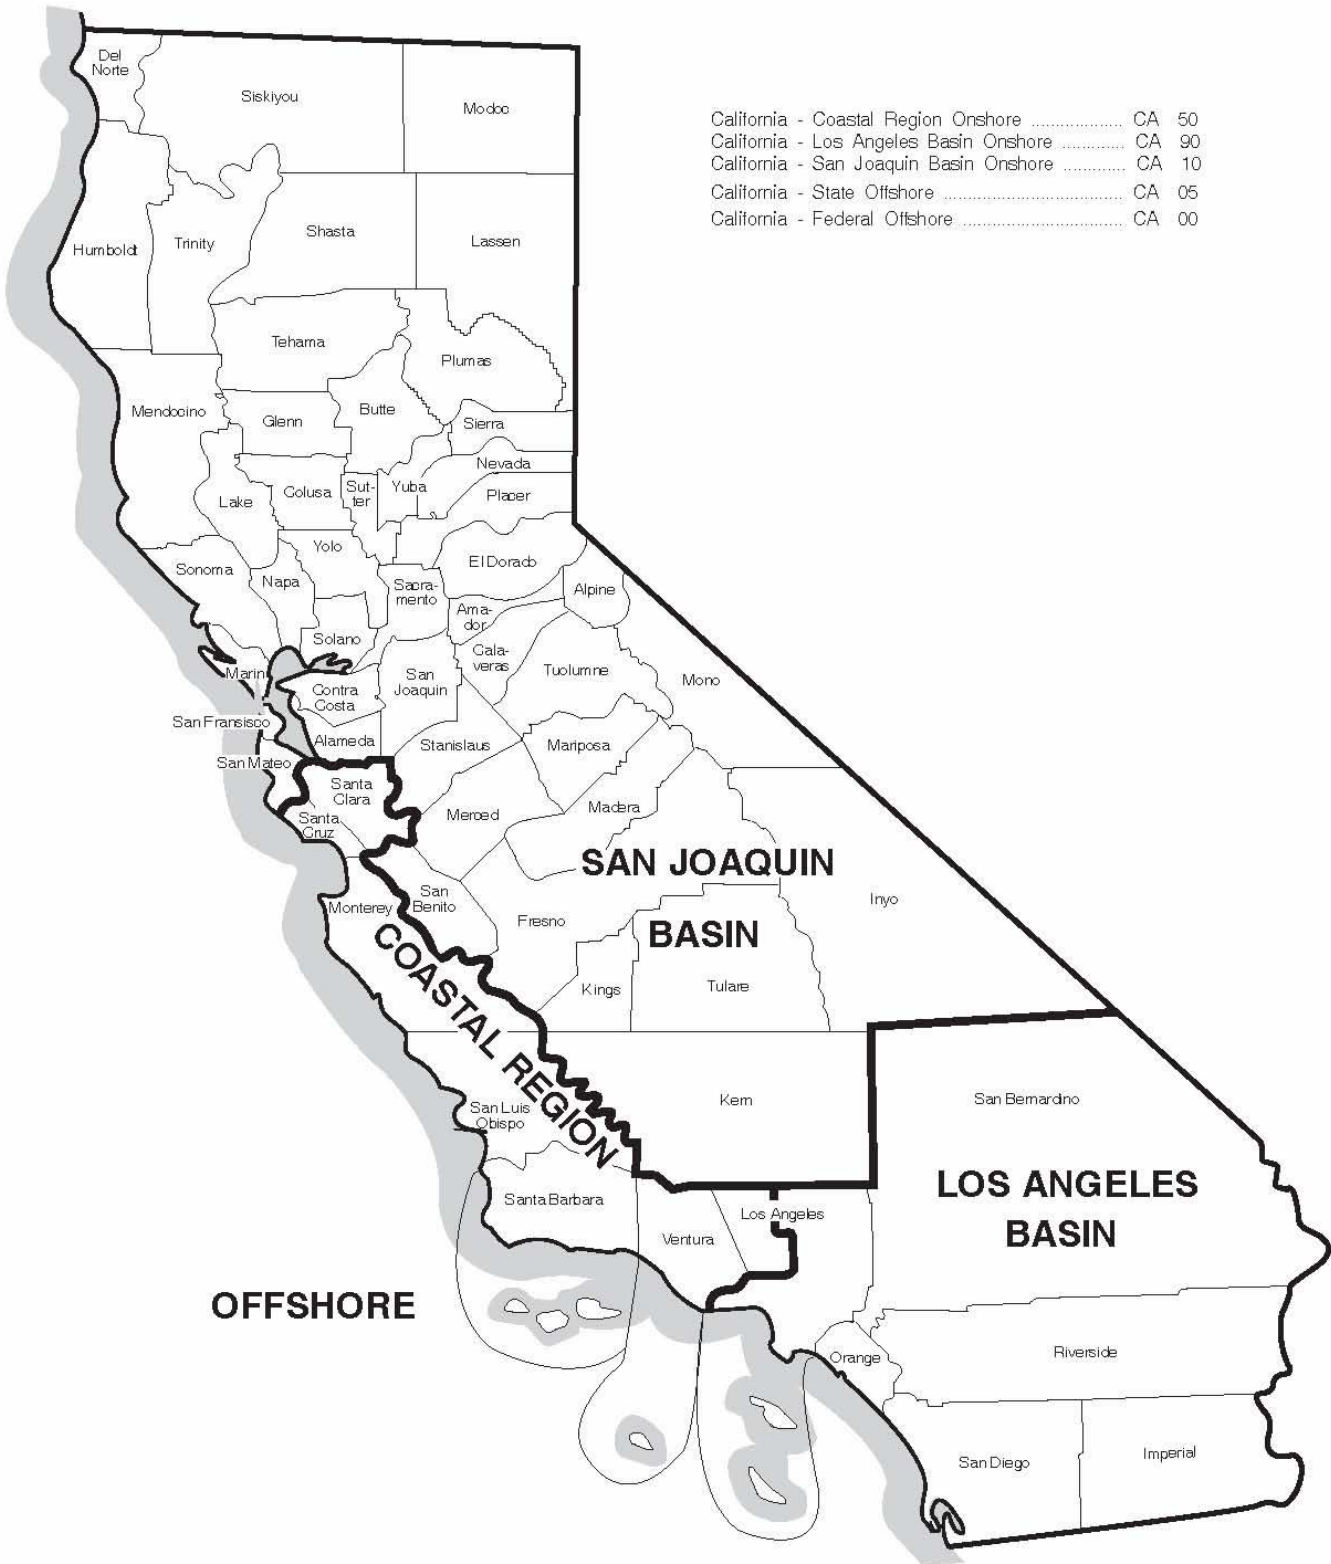 Del
Norte
Siskiyou
Modoc
California - Coastal Region Onshore ................... CA 50
California - Los Angeles Basin Onshore ............. CA 90
California - San Joaquin Basin Onshore ............. CA 10
California - State Offshore ..................................... CA 05
California - Federal Offshore ................................. CA 00
Humboldt
Trinity
Shasta
Lassen
Tehama
Plumas
Mendocino
Glenn
Butte
Sierra
Nevada
Lake
Colusa
Sut-
ter
Yuba
Placer
Yolo
Sonoma
Napa
Sacra-
mento
El Dorado
Alpine
Ama-
dor
Solano
Cala-
veras
Tuolumne
Mono
Marin
Contra
Costa
San
Joaquin
San Fransisco
Alameda
Stanislaus
Mariposa
San Mateo
Santa
Clara
Santa
Cruz
Merced
Madera
SAN JOAQUIN
BASIN
Inyo
San
Benito
Monterey
Fresno
Kings
Tulare
COASTAL REGION
Kern
San Bernardino
San Luis
Obispo
LOS ANGELES
BASIN
Santa Barbara
Los Angeles
Ventura
OFFSHORE
Orange
Riverside
San Diego
Imperial